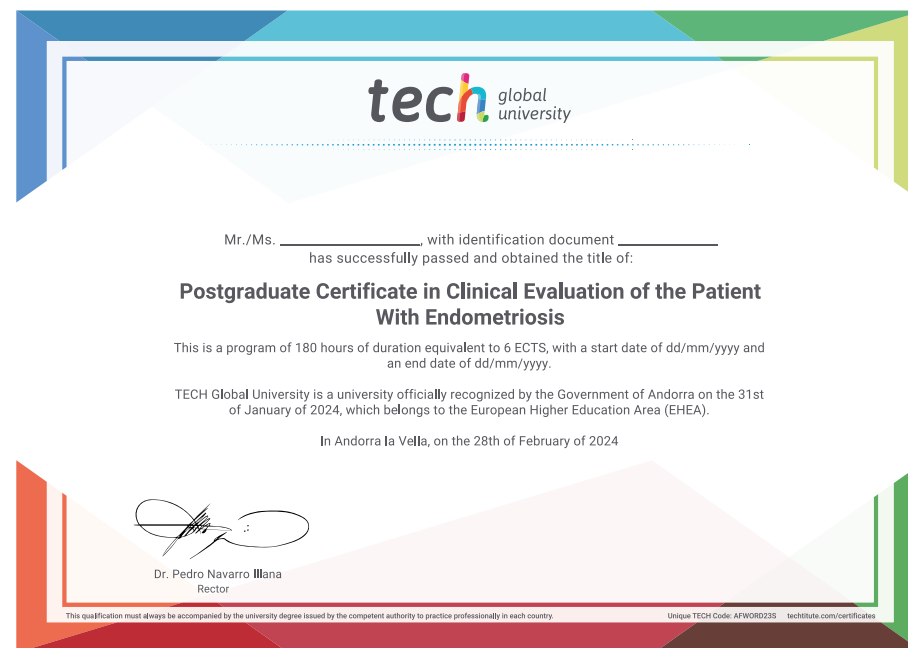 tech global
university
Mr./Ms. ____________________, with identification document ______________
has successfully passed and obtained the title of:
Postgraduate Certificate in Clinical Evaluation of the Patient
With Endometriosis
This is a program of 180 hours of duration equivalent to 6 ECTS, with a start date of dd/mm/yyyy and
an end date of dd/mm/yyyy.
TECH Global University is a university officially recognized by the Government of Andorra on the 31st
of January of 2024, which belongs to the European Higher Education Area (EHEA).
In Andorra la Vella, on the 28th of February of 2024
Dr. Pedro Navarro Illana
Rector
This qualification must always be accompanied by the university degree issued by the competent authority to practice professionally in each country. Unique TECH Code: AFWORD23S techtitute.com/certificates